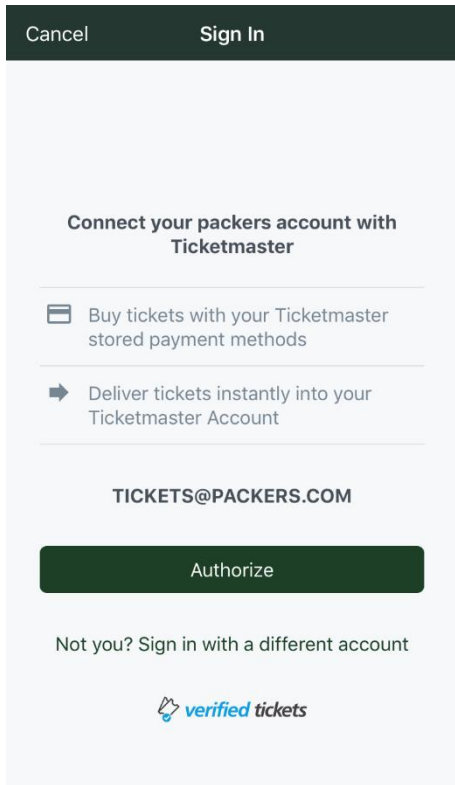 Cancel
Sign In
Connect your packers account with
Ticketmaster
Buy tickets with your Ticketmaster
stored payment methods
Deliver tickets instantly into your
Ticketmaster Account
TICKETS@PACKERS.COM
Authorize
Not you? Sign in with a different account
verified tickets